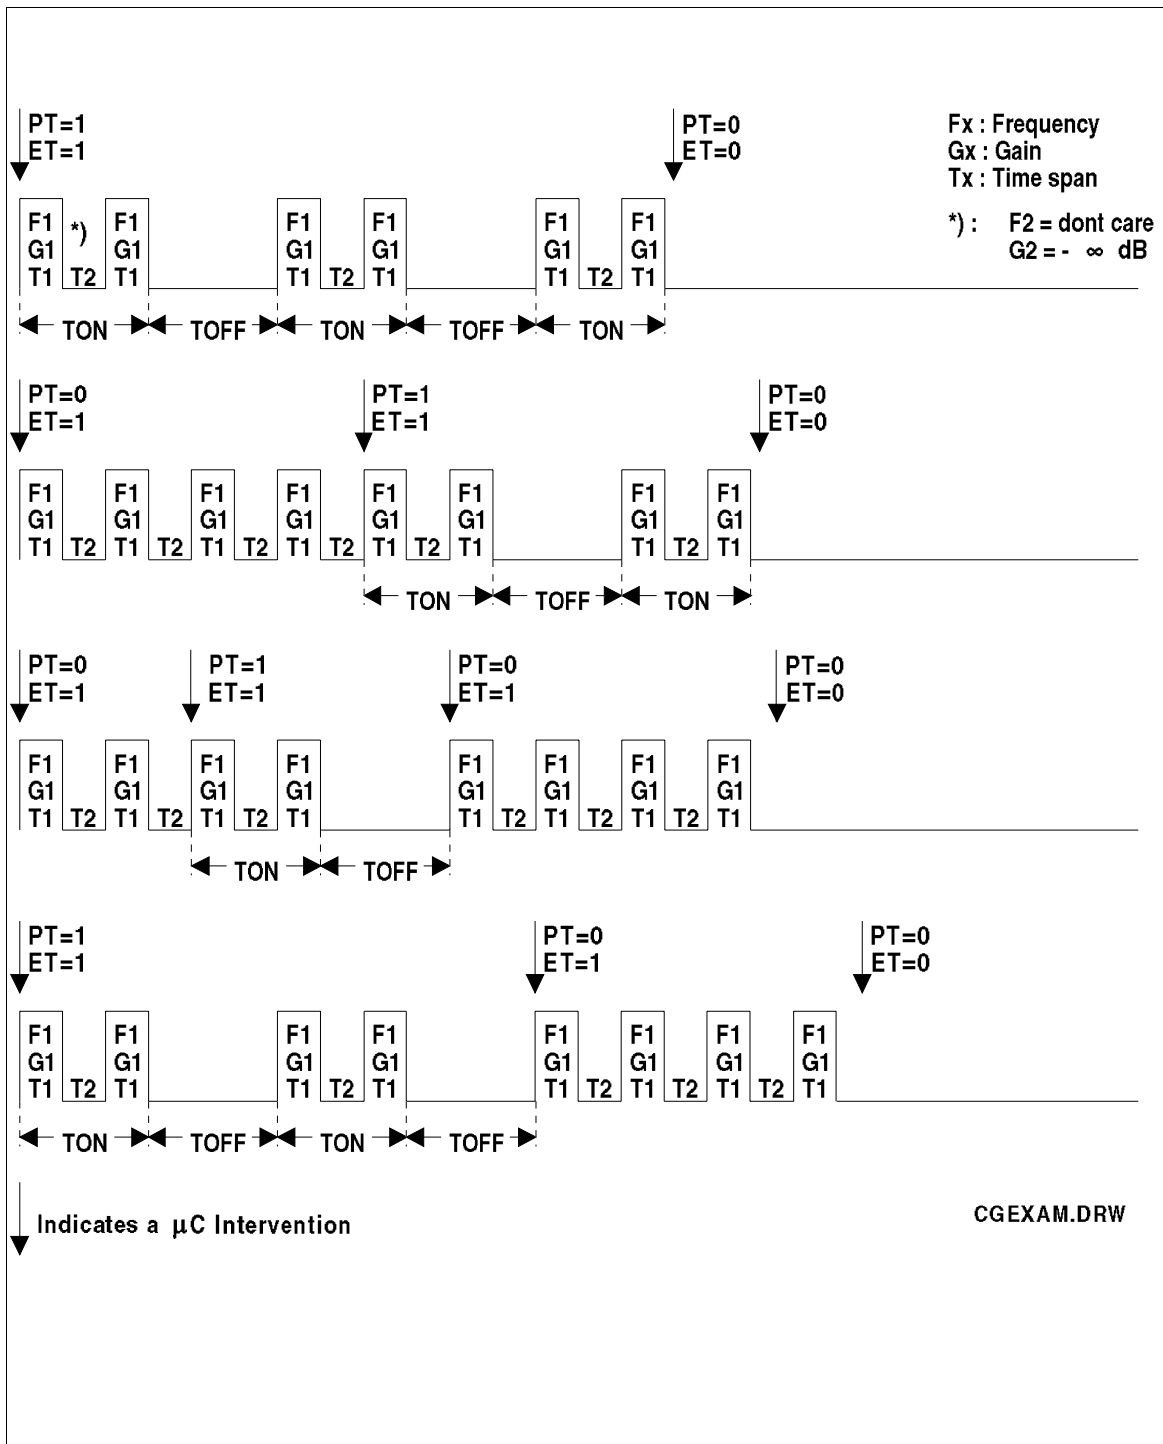 PT=1 PT=0 Fx : Frequency
ET=1 ET=0 Gx : Gain
Tx : Time span
*) : F2 = dont care
G2 = - ∞ dB
F1 *) F1 F1 F1 F1 F1
G1 G1 G1 G1 G1 G1
T1 T2 T1 T1 T2 T1 T1 T2 T1
TON TOFF TON TOFF TON
PT=0 PT=1 PT=0
ET=1 ET=1 ET=0
F1 F1 F1 F1 F1 F1 F1 F1
G1 G1 G1 G1 G1 G1 G1 G1
T1 T2 T1 T2 T1 T2 T1 T2 T1 T2 T1 T1 T2 T1
TON TOFF TON
PT=0 PT=1 PT=0 PT=0
ET=1 ET=1 ET=1 ET=0
F1 F1 F1 F1 F1 F1 F1 F1
G1 G1 G1 G1 G1 G1 G1 G1
T1 T2 T1 T2 T1 T2 T1 T1 T2 T1 T2 T1 T2 T1
TON TOFF
PT=1 PT=0 PT=0
ET=1 ET=1 ET=0
F1 F1 F1 F1 F1 F1 F1 F1
G1 G1 G1 G1 G1 G1 G1 G1
T1 T2 T1 T1 T2 T1 T1 T2 T1 T2 T1 T2 T1
TON TOFF TON TOFF
Indicates a µC Intervention
CGEXAM.DRW